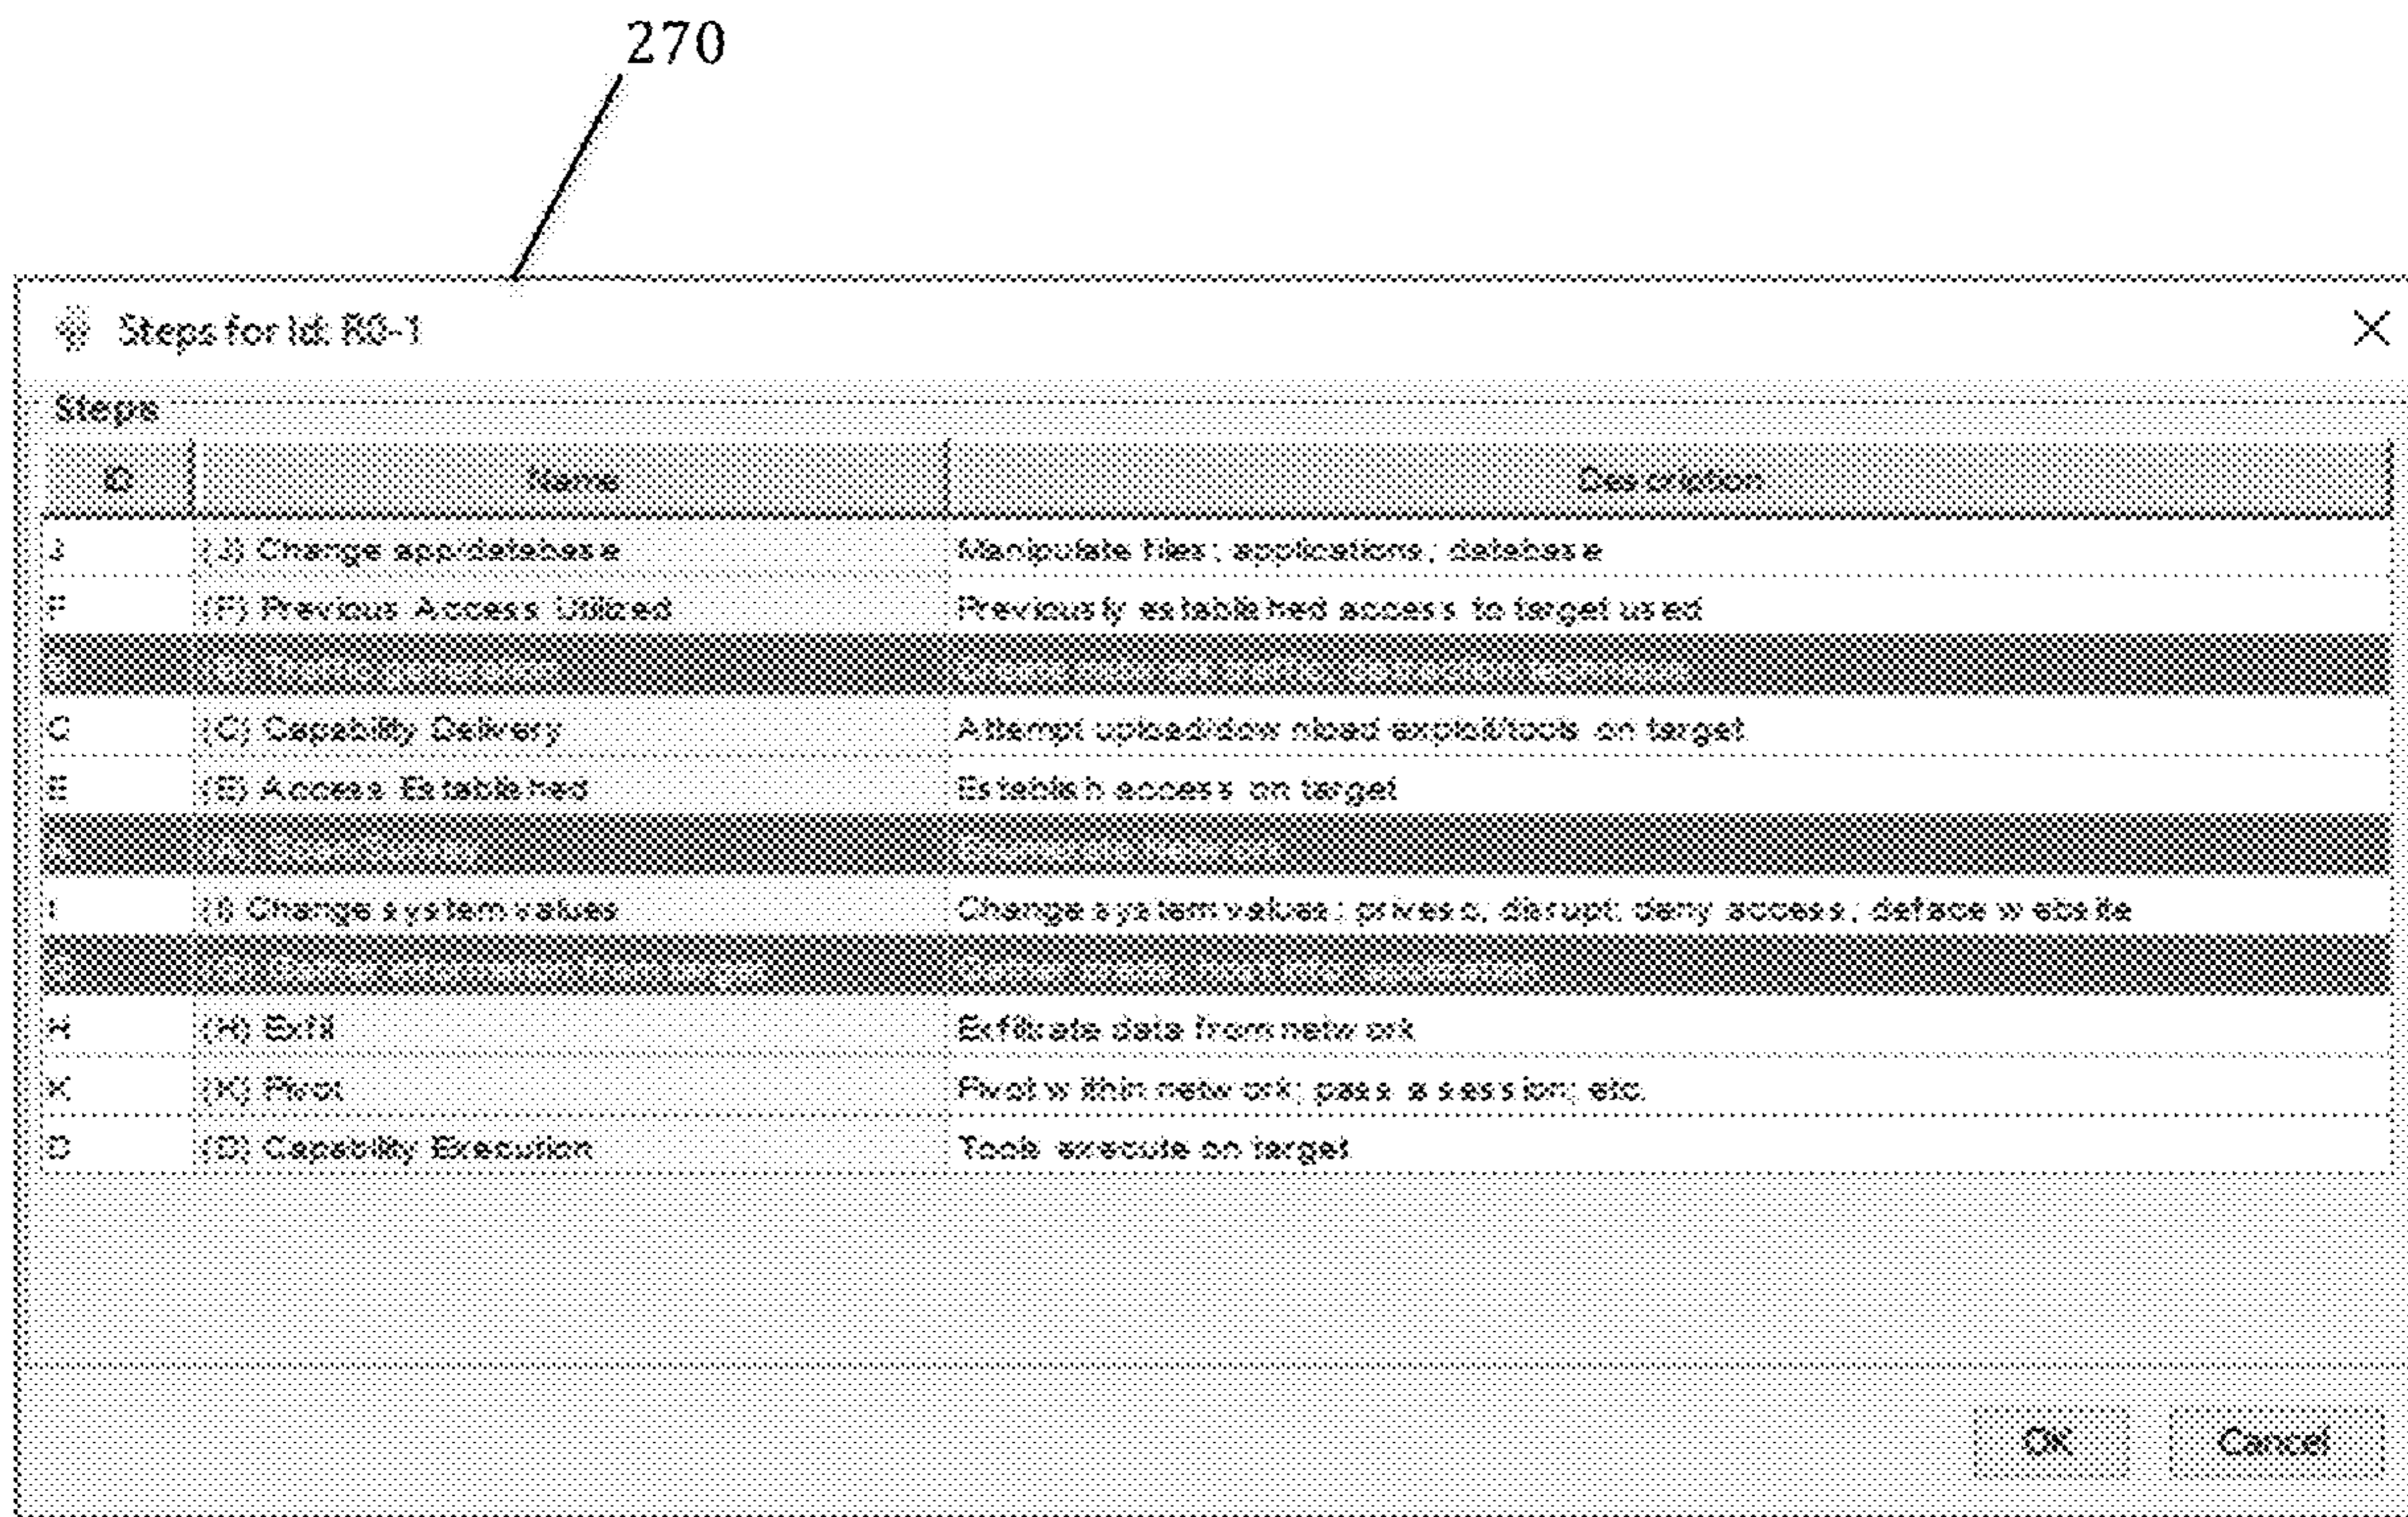 270
Steps for Id: R0-1
Steps
ID Name Description
J (J) Change app/database Manipulate files; applications; database
F (F) Previous Access Utilized Previously established access to target used
C (C) Capability Delivery Attempt upload/download exploit/tools on target
E (E) Access Established Establish access on target
I (I) Change system values Change system values; privesc; disrupt; deny access; deface website
H (H) Exfil Exfiltrate data from network
K (K) Pivot Pivot within network; pass a session; etc.
D (D) Capability Execution Tools execute on target
OK Cancel